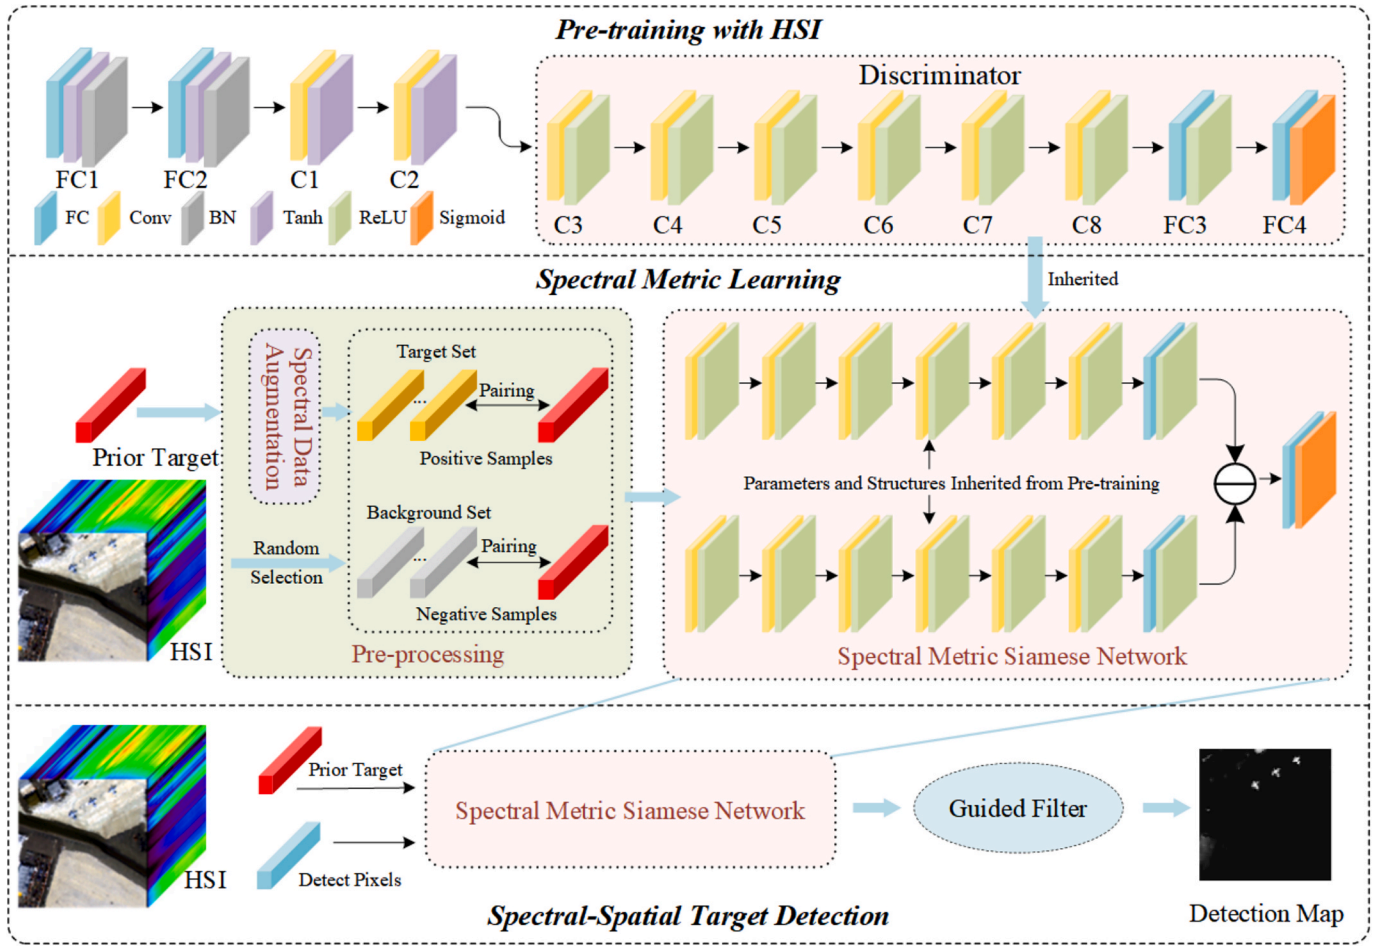 Pre-training with HSI
Discriminator
FC1
FC2
C1
C2
FC
Conv
BN
Tanh
ReLU
Sigmoid
C3
C4
C5
C6
C7
C8
FC3
FC4
Spectral Metric Learning
Inherited
Prior Target
HSI
Spectral Data
Augmentation
Random
Selection
Target Set
...
Pairing
Positive Samples
Background Set
...
Pairing
Negative Samples
Pre-processing
Parameters and Structures Inherited from Pre-training
Spectral Metric Siamese Network
HSI
Prior Target
Detect Pixels
Spectral Metric Siamese Network
Guided Filter
Detection Map
Spectral-Spatial Target Detection